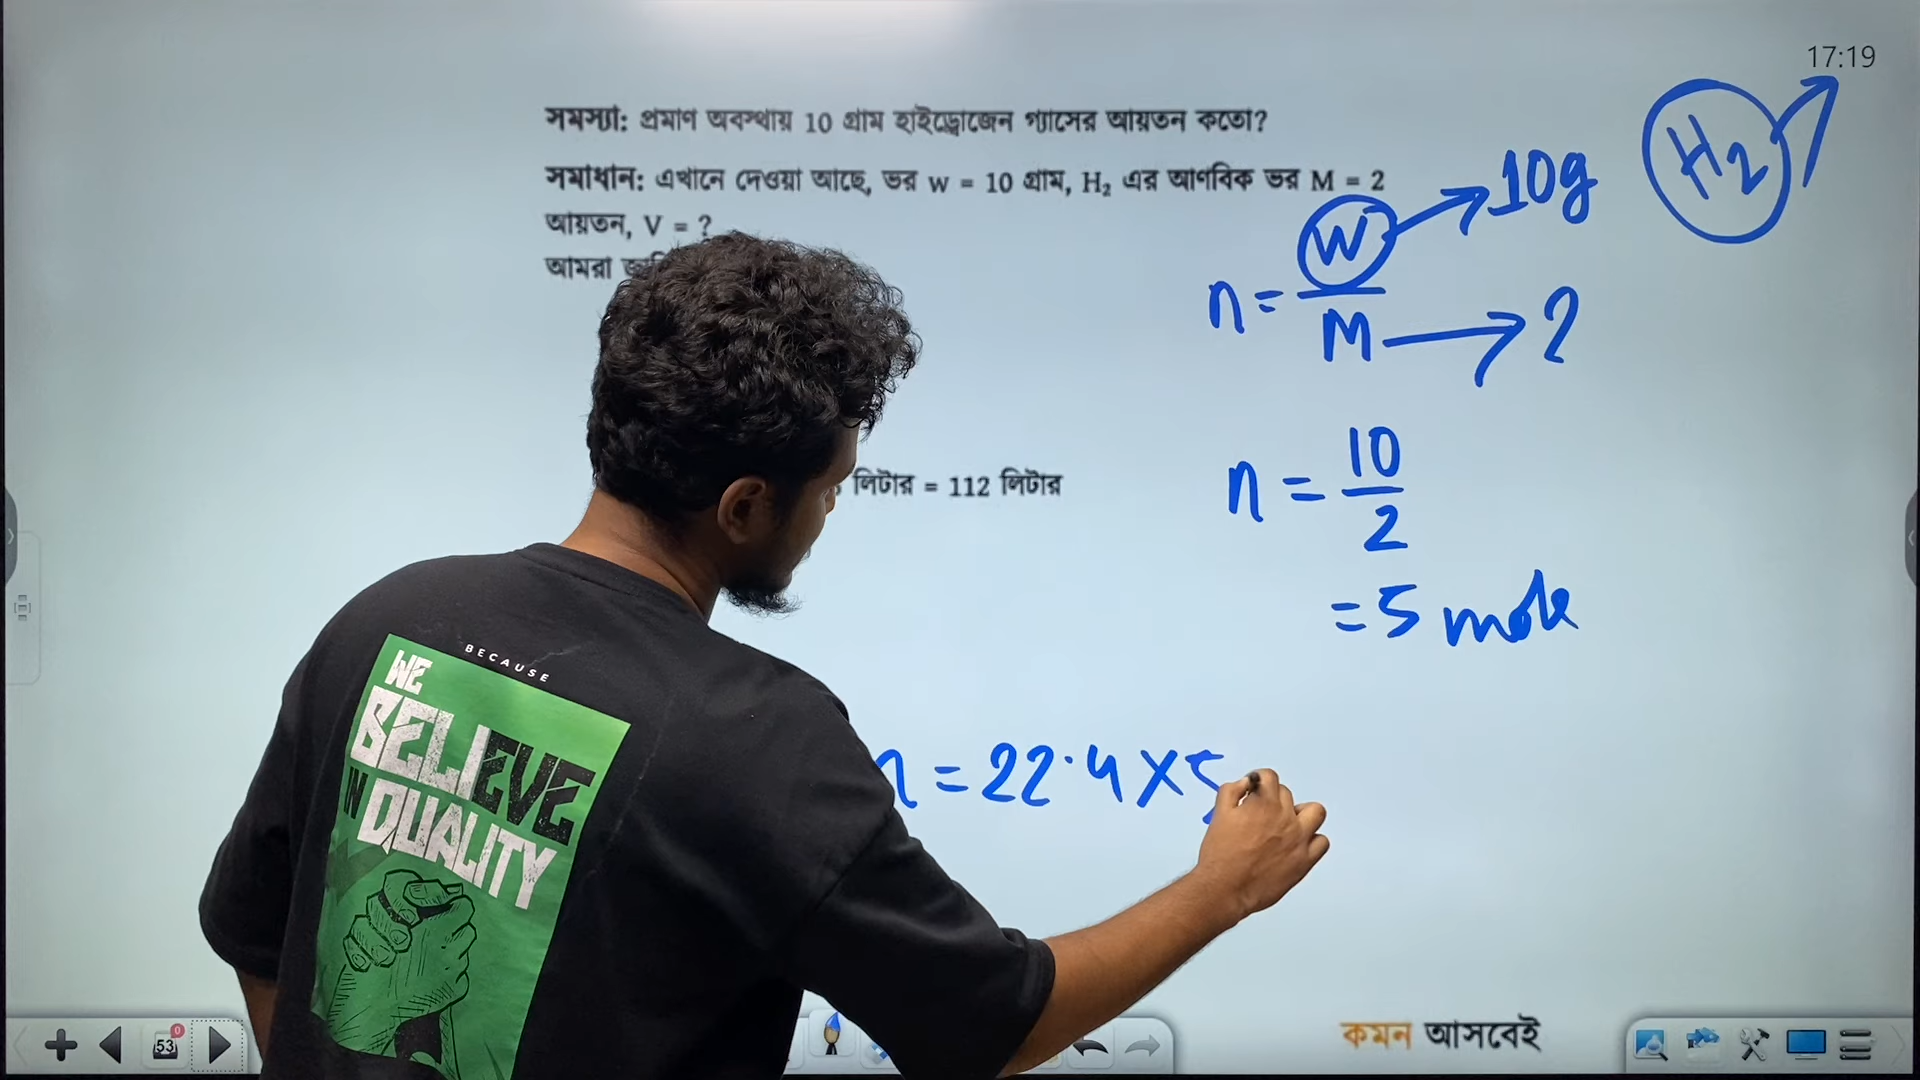 17:19
সমস্যা: প্রমাণ অবস্থায় 10 গ্রাম হাইড্রোজেন গ্যাসের আয়তন কতো?
সমাধান: এখানে দেওয়া আছে, ভর w = 10 গ্রাম, H₂ এর আণবিক ভর M = 2
আয়তন, V = ?
আমরা
লিটার = 112 লিটার
H₂
W → 10g
n = W/M
M → 2
n = 10/2
= 5 mole
n = 22.4 × 5
BECAUSE
WE
BELIEVE
IN QUALITY
53
0
কমন আসবেই